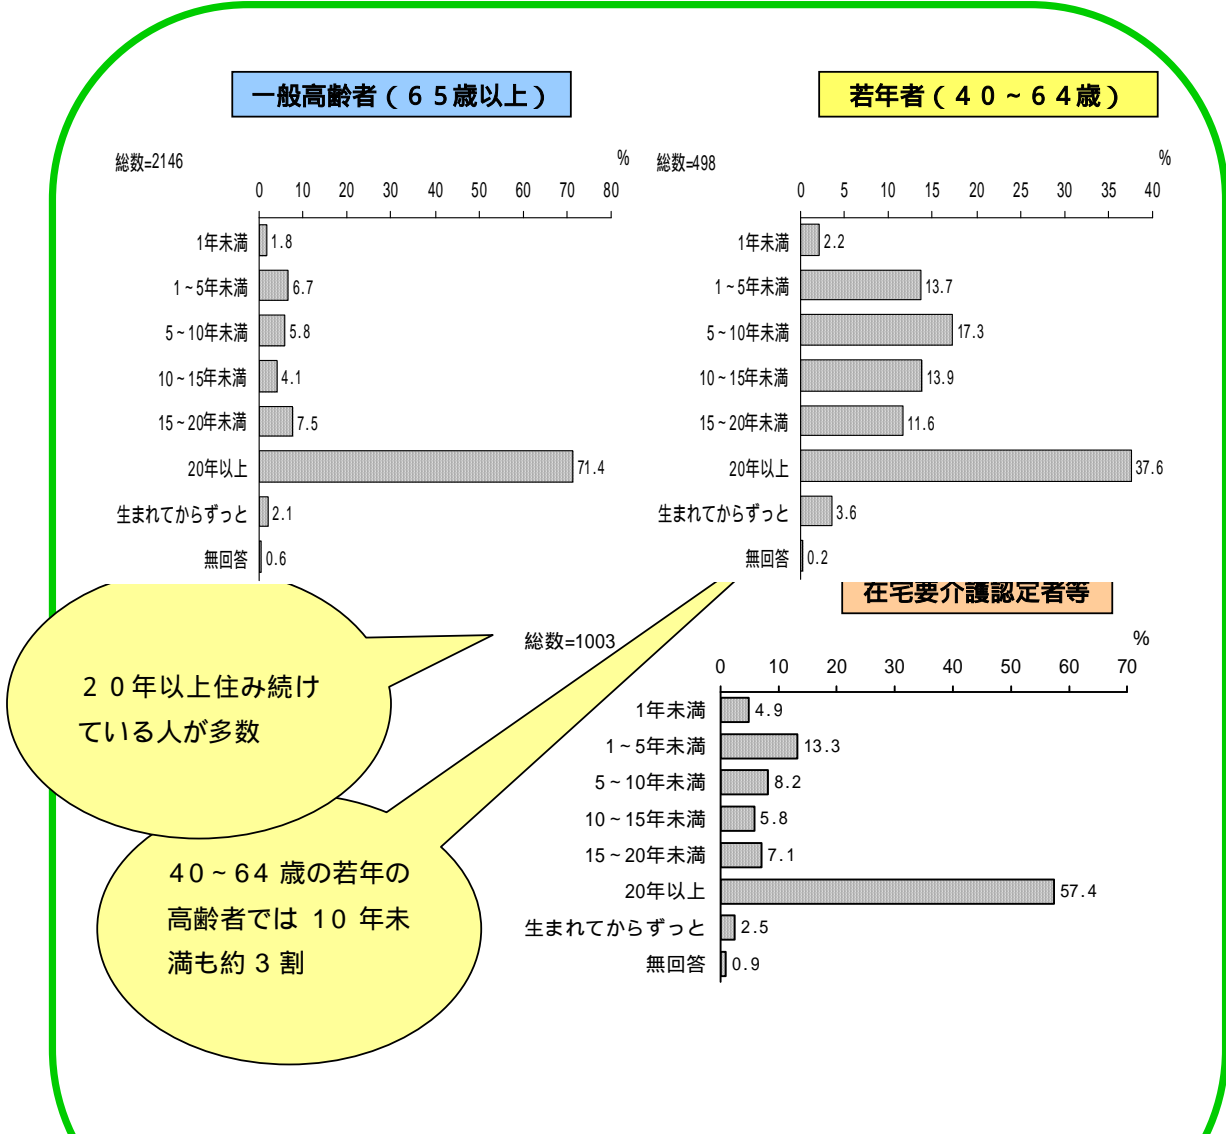 一般高齢者（６５歳以上）
総数=2146
%
0 10 20 30 40 50 60 70 80
1年未満 1.8
1~5年未満 6.7
5~10年未満 5.8
10~15年未満 4.1
15~20年未満 7.5
20年以上 71.4
生まれてからずっと 2.1
無回答 0.6
若年者（４０~６４歳）
総数=498
%
0 5 10 15 20 25 30 35 40
1年未満 2.2
1~5年未満 13.7
5~10年未満 17.3
10~15年未満 13.9
15~20年未満 11.6
20年以上 37.6
生まれてからずっと 3.6
無回答 0.2
２０年以上住み続け
ている人が多数
40~64 歳の若年の
高齢者では 10 年未
満も約３割
在宅要介護認定者等
総数=1003
%
0 10 20 30 40 50 60 70
1年未満 4.9
1~5年未満 13.3
5~10年未満 8.2
10~15年未満 5.8
15~20年未満 7.1
20年以上 57.4
生まれてからずっと 2.5
無回答 0.9